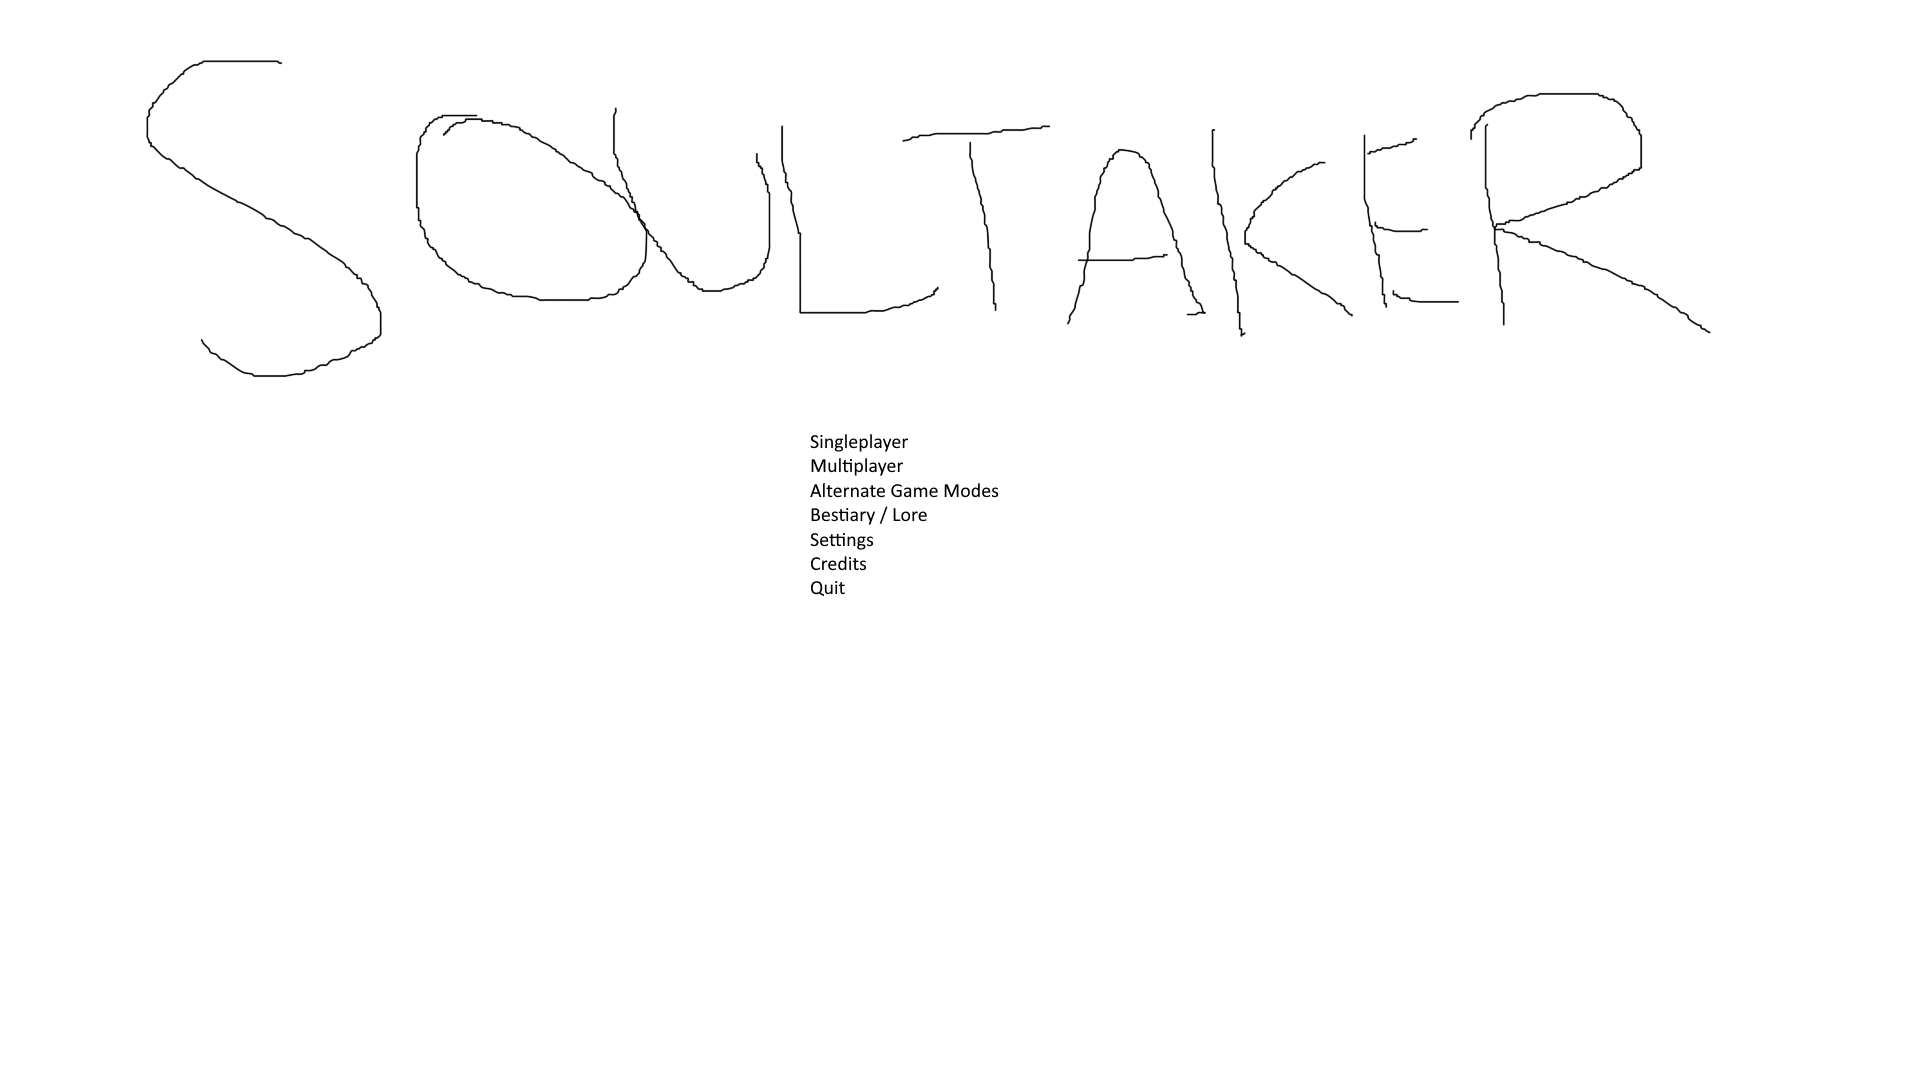 SOULTAKER
Singleplayer
Multiplayer
Alternate Game Modes
Bestiary / Lore
Settings
Credits
Quit